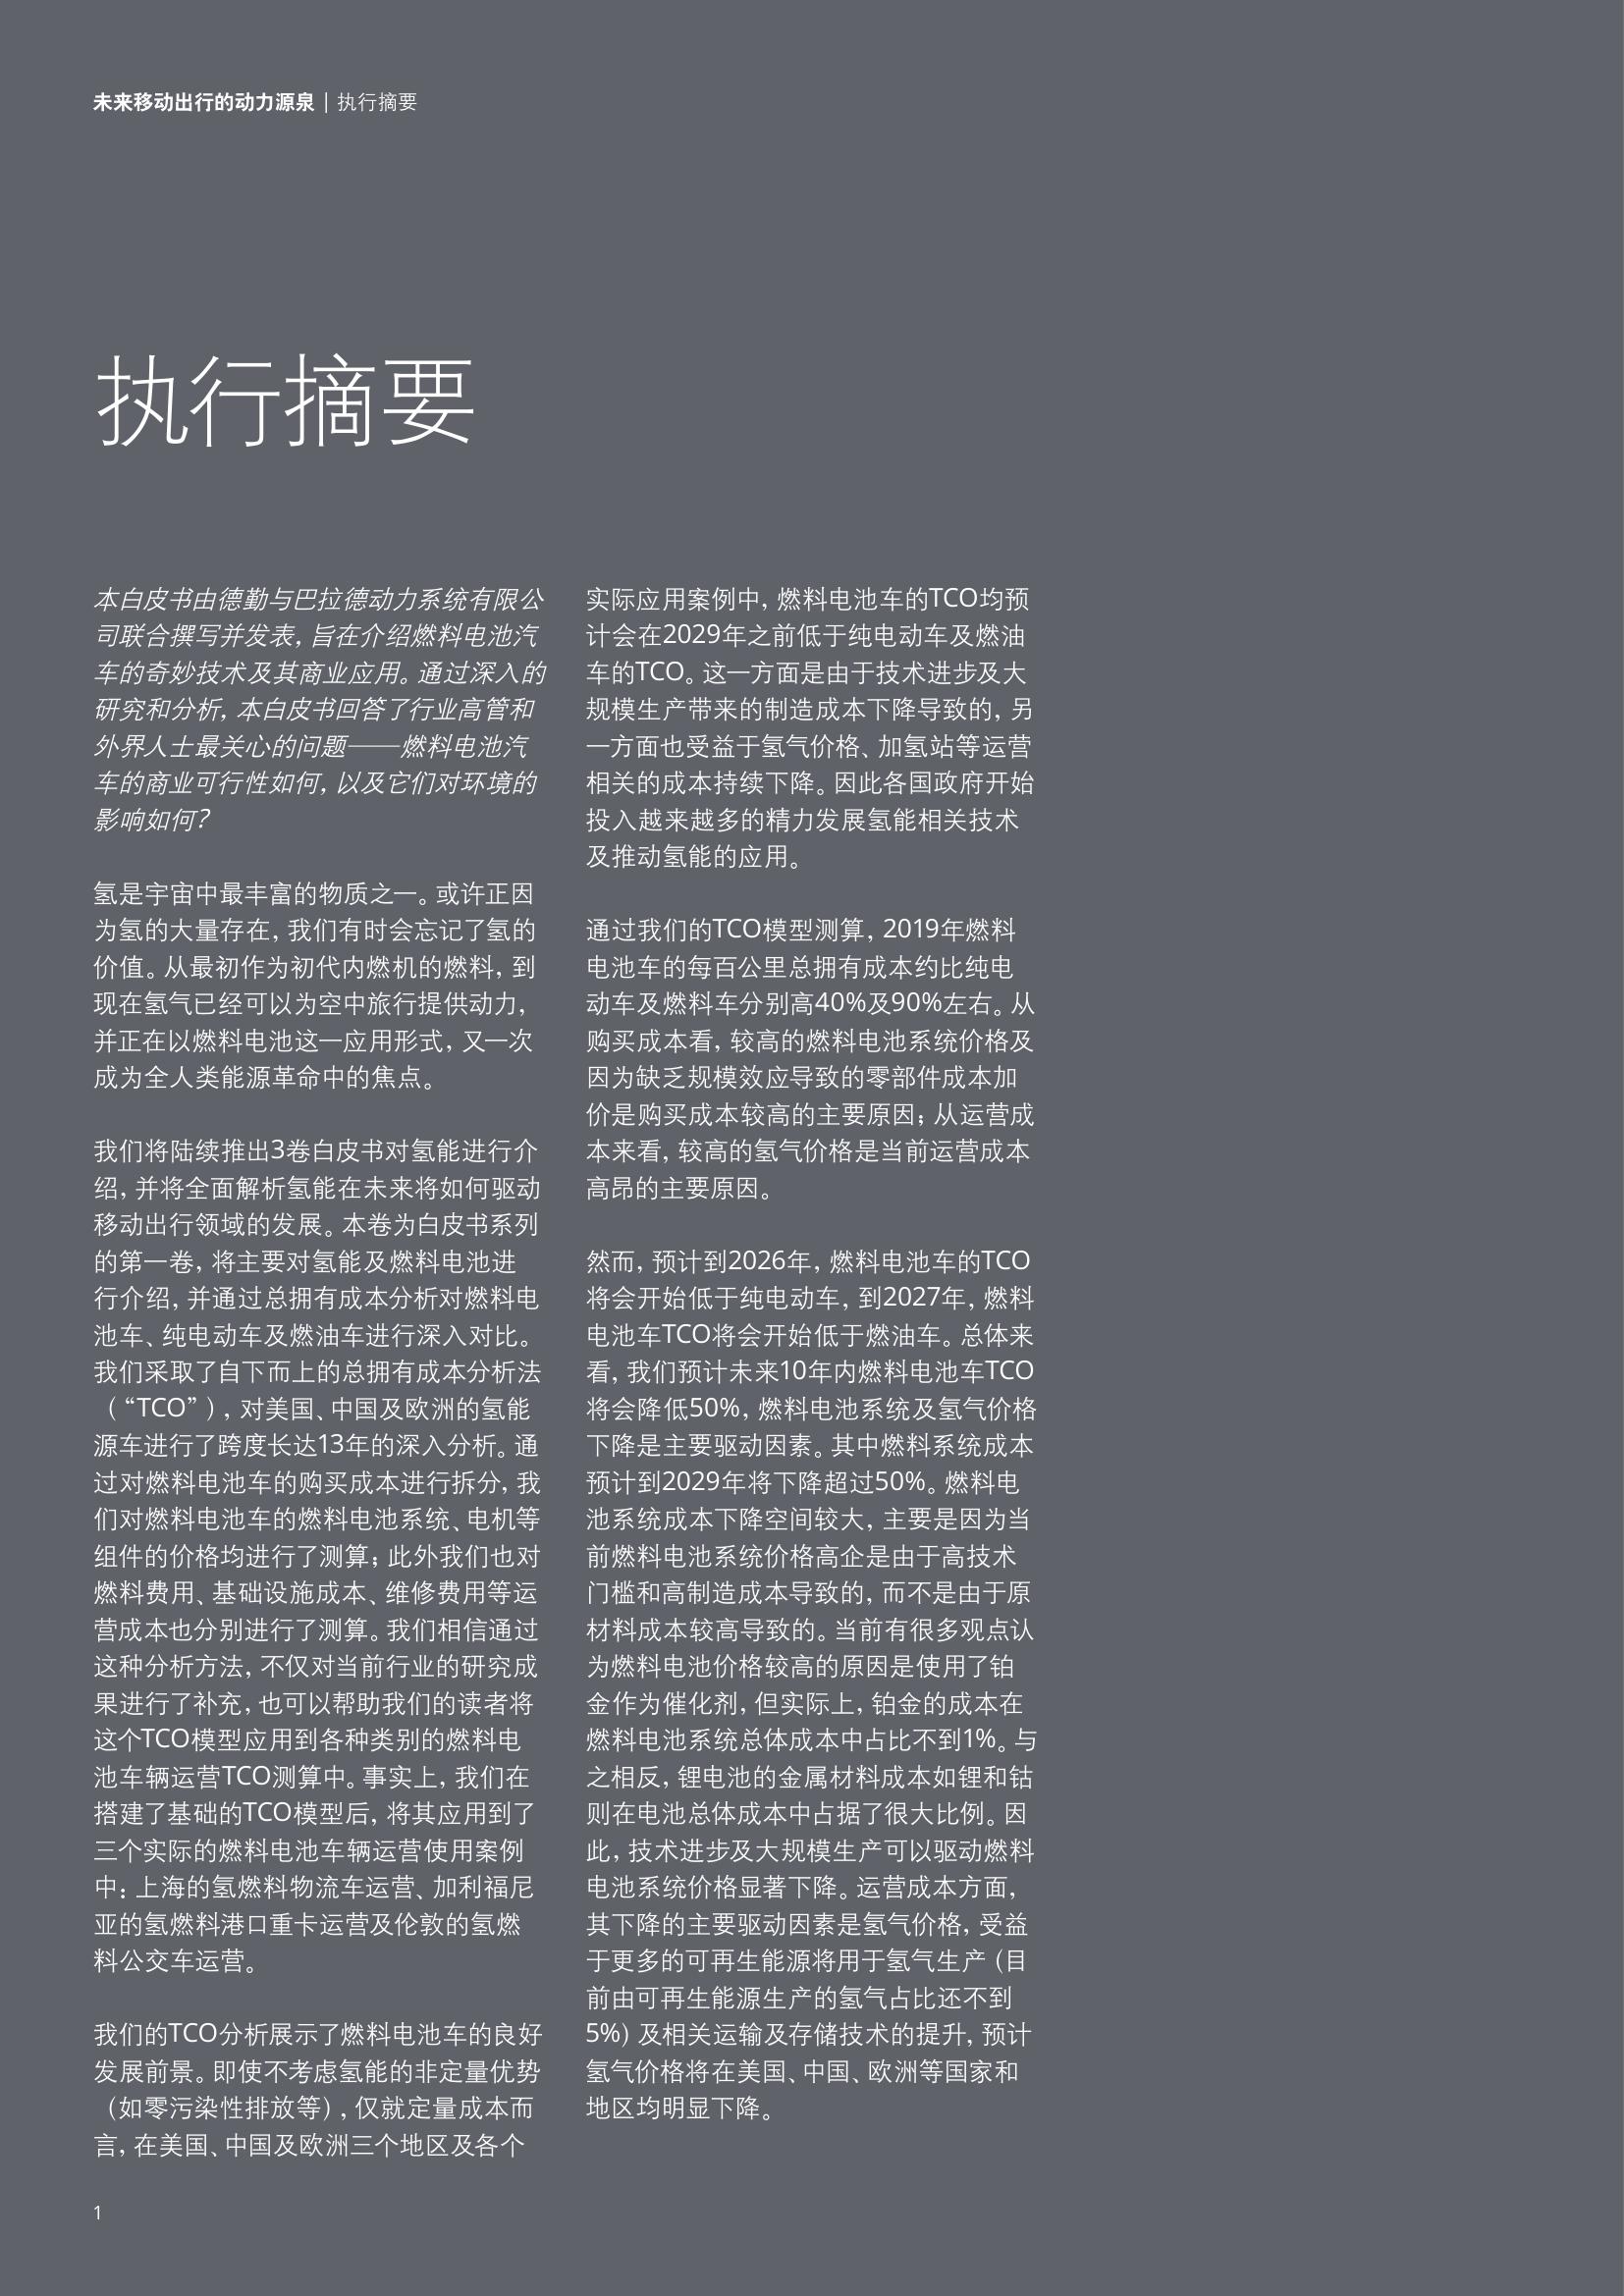 未来移动出行的动力源泉 | 执行摘要
执行摘要
本白皮书由德勤与巴拉德动力系统有限公
司联合撰写并发表，旨在介绍燃料电池汽
车的奇妙技术及其商业应用。通过深入的
研究和分析，本白皮书回答了行业高管和
外界人士最关心的问题——燃料电池汽
车的商业可行性如何，以及它们对环境的
影响如何？
氢是宇宙中最丰富的物质之一。或许正因
为氢的大量存在，我们有时会忘记了氢的
价值。从最初作为初代内燃机的燃料，到
现在氢气已经可以为空中旅行提供动力，
并正在以燃料电池这一应用形式，又一次
成为全人类能源革命中的焦点。
我们将陆续推出3卷白皮书对氢能进行介
绍，并将全面解析氢能在未来将如何驱动
移动出行领域的发展。本卷为白皮书系列
的第一卷，将主要对氢能及燃料电池进
行介绍，并通过总拥有成本分析对燃料电
池车、纯电动车及燃油车进行深入对比。
我们采取了自下而上的总拥有成本分析法
（“TCO”），对美国、中国及欧洲的氢能
源车进行了跨度长达13年的深入分析。通
过对燃料电池车的购买成本进行拆分，我
们对燃料电池车的燃料电池系统、电机等
组件的价格均进行了测算；此外我们也对
燃料费用、基础设施成本、维修费用等运
营成本也分别进行了测算。我们相信通过
这种分析方法，不仅对当前行业的研究成
果进行了补充，也可以帮助我们的读者将
这个TCO模型应用到各种类别的燃料电
池车辆运营TCO测算中。事实上，我们在
搭建了基础的TCO模型后，将其应用到了
三个实际的燃料电池车辆运营使用案例
中：上海的氢燃料物流车运营、加利福尼
亚的氢燃料港口重卡运营及伦敦的氢燃
料公交车运营。
我们的TCO分析展示了燃料电池车的良好
发展前景。即使不考虑氢能的非定量优势
（如零污染性排放等），仅就定量成本而
言，在美国、中国及欧洲三个地区及各个
实际应用案例中，燃料电池车的TCO均预
计会在2029年之前低于纯电动车及燃油
车的TCO。这一方面是由于技术进步及大
规模生产带来的制造成本下降导致的，另
一方面也受益于氢气价格、加氢站等运营
相关的成本持续下降。因此各国政府开始
投入越来越多的精力发展氢能相关技术
及推动氢能的应用。
通过我们的TCO模型测算，2019年燃料
电池车的每百公里总拥有成本约比纯电
动车及燃料车分别高40%及90%左右。从
购买成本看，较高的燃料电池系统价格及
因为缺乏规模效应导致的零部件成本加
价是购买成本较高的主要原因；从运营成
本来看，较高的氢气价格是当前运营成本
高昂的主要原因。
然而，预计到2026年，燃料电池车的TCO
将会开始低于纯电动车，到2027年，燃料
电池车TCO将会开始低于燃油车。总体来
看，我们预计未来10年内燃料电池车TCO
将会降低50%，燃料电池系统及氢气价格
下降是主要驱动因素。其中燃料系统成本
预计到2029年将下降超过50%。燃料电
池系统成本下降空间较大，主要是因为当
前燃料电池系统价格高企是由于高技术
门槛和高制造成本导致的，而不是由于原
材料成本较高导致的。当前有很多观点认
为燃料电池价格较高的原因是使用了铂
金作为催化剂，但实际上，铂金的成本在
燃料电池系统总体成本中占比不到1%。与
之相反，锂电池的金属材料成本如锂和钴
则在电池总体成本中占据了很大比例。因
此，技术进步及大规模生产可以驱动燃料
电池系统价格显著下降。运营成本方面，
其下降的主要驱动因素是氢气价格，受益
于更多的可再生能源将用于氢气生产（目
前由可再生能源生产的氢气占比还不到
5%）及相关运输及存储技术的提升，预计
氢气价格将在美国、中国、欧洲等国家和
地区均明显下降。
1